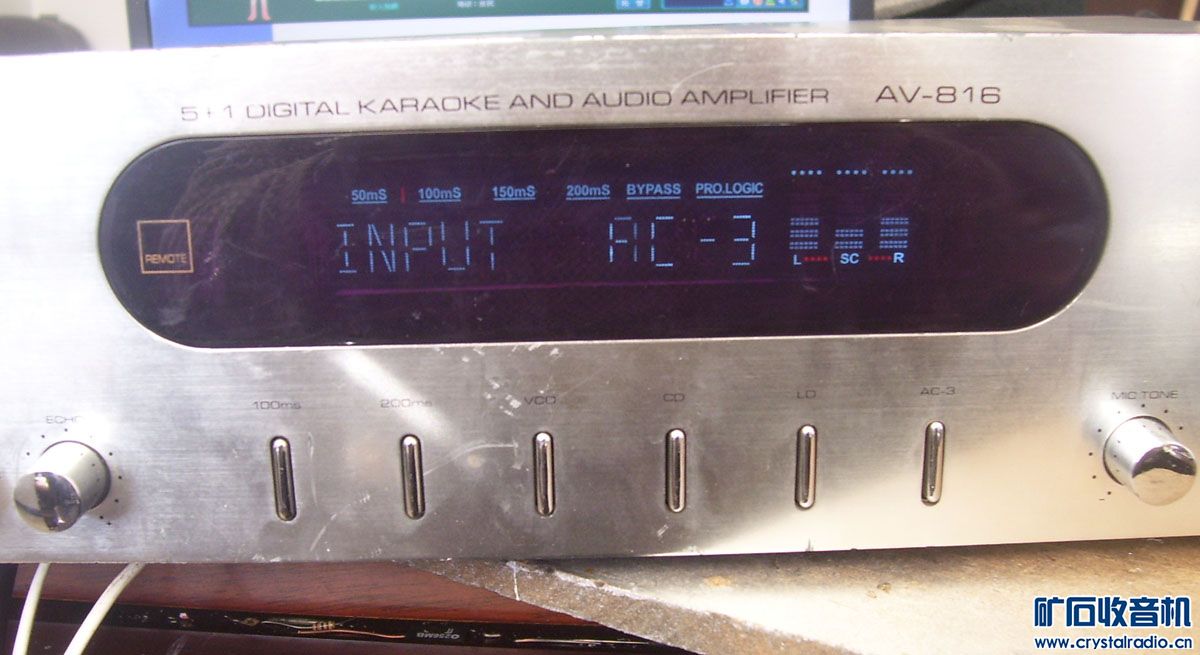 5+1 DIGITAL KARAOKE AND AUDIO AMPLIFIER AV-816
50mS 100mS 150mS 200mS BYPASS PRO.LOGIC
INPUT AC-3
L SC R
REMOTE
ECHO 100ms 200ms VCD CD LD AC-3 MIC TONE
矿石收音机
www.crystalradio.cn